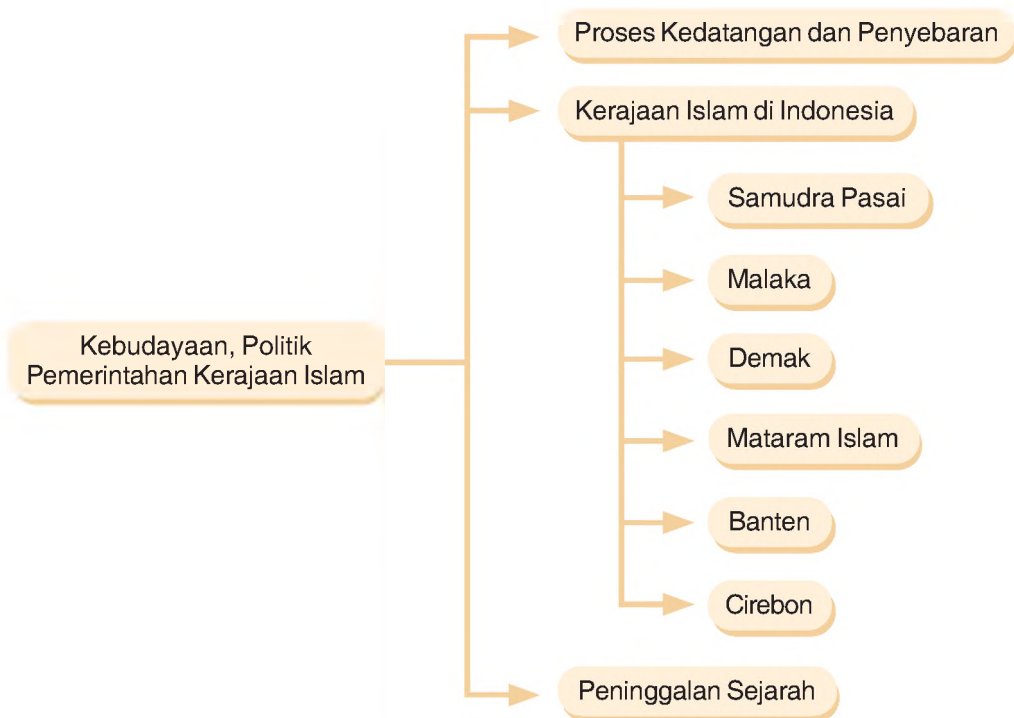 Proses Kedatangan dan Penyebaran
Kerajaan Islam di Indonesia
Samudra Pasai
Malaka
Kebudayaan, Politik
Pemerintahan Kerajaan Islam
Demak
Mataram Islam
Banten
Cirebon
Peninggalan Sejarah